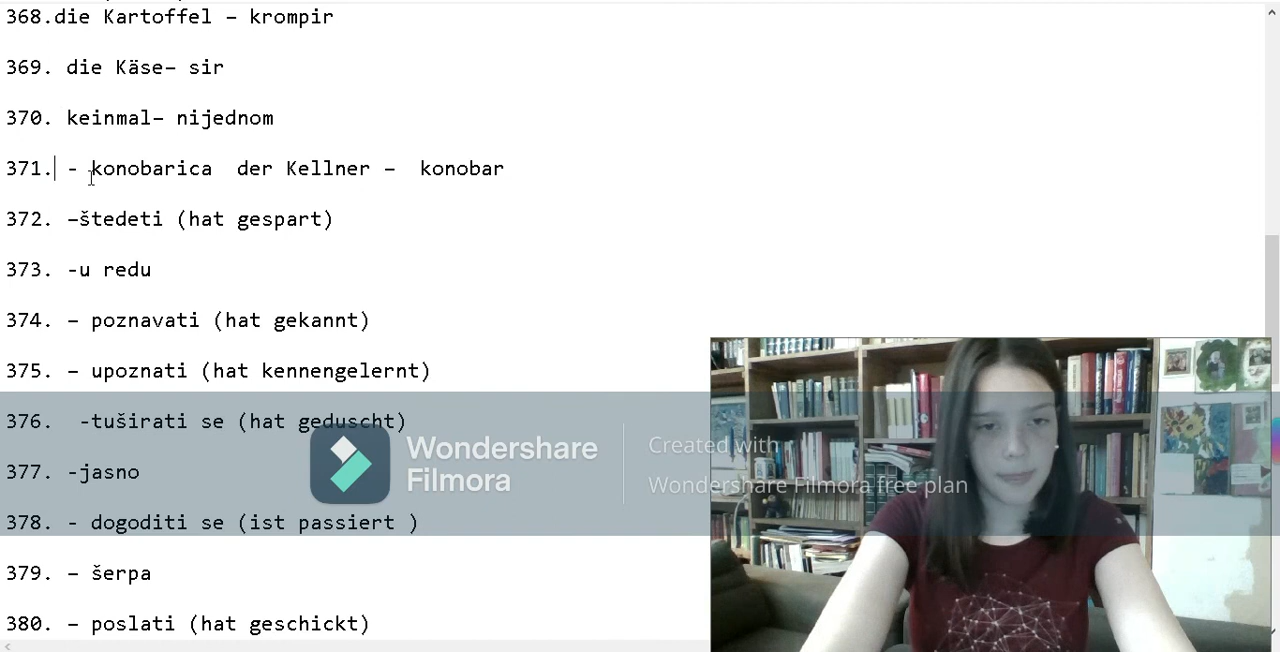 368.die Kartoffel – krompir
369. die Käse– sir
370. keinmal– nijednom
371. - konobarica  der Kellner –  konobar
372. –štedeti (hat gespart)
373. -u redu
374. – poznavati (hat gekannt)
375. – upoznati (hat kennengelernt)
376.  -tuširati se (hat geduscht)
377. -jasno
378. - dogoditi se (ist passiert )
379. – šerpa
380. – poslati (hat geschickt)
Wondershare
Filmora
Created with
Wondershare Filmora free plan